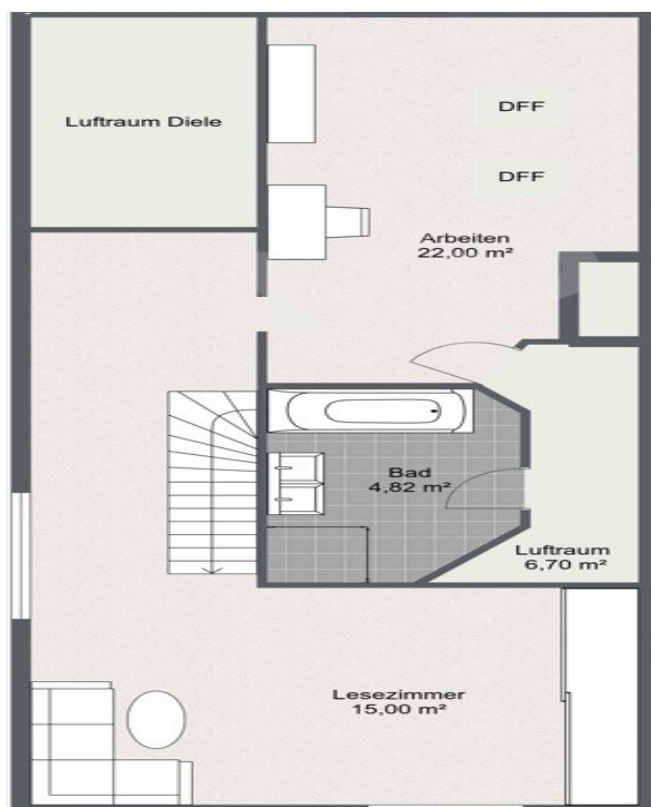 Luftraum Diele
DFF
DFF
Arbeiten
22,00 m²
Bad
4,82 m²
Luftraum
6,70 m²
Lesezimmer
15,00 m²